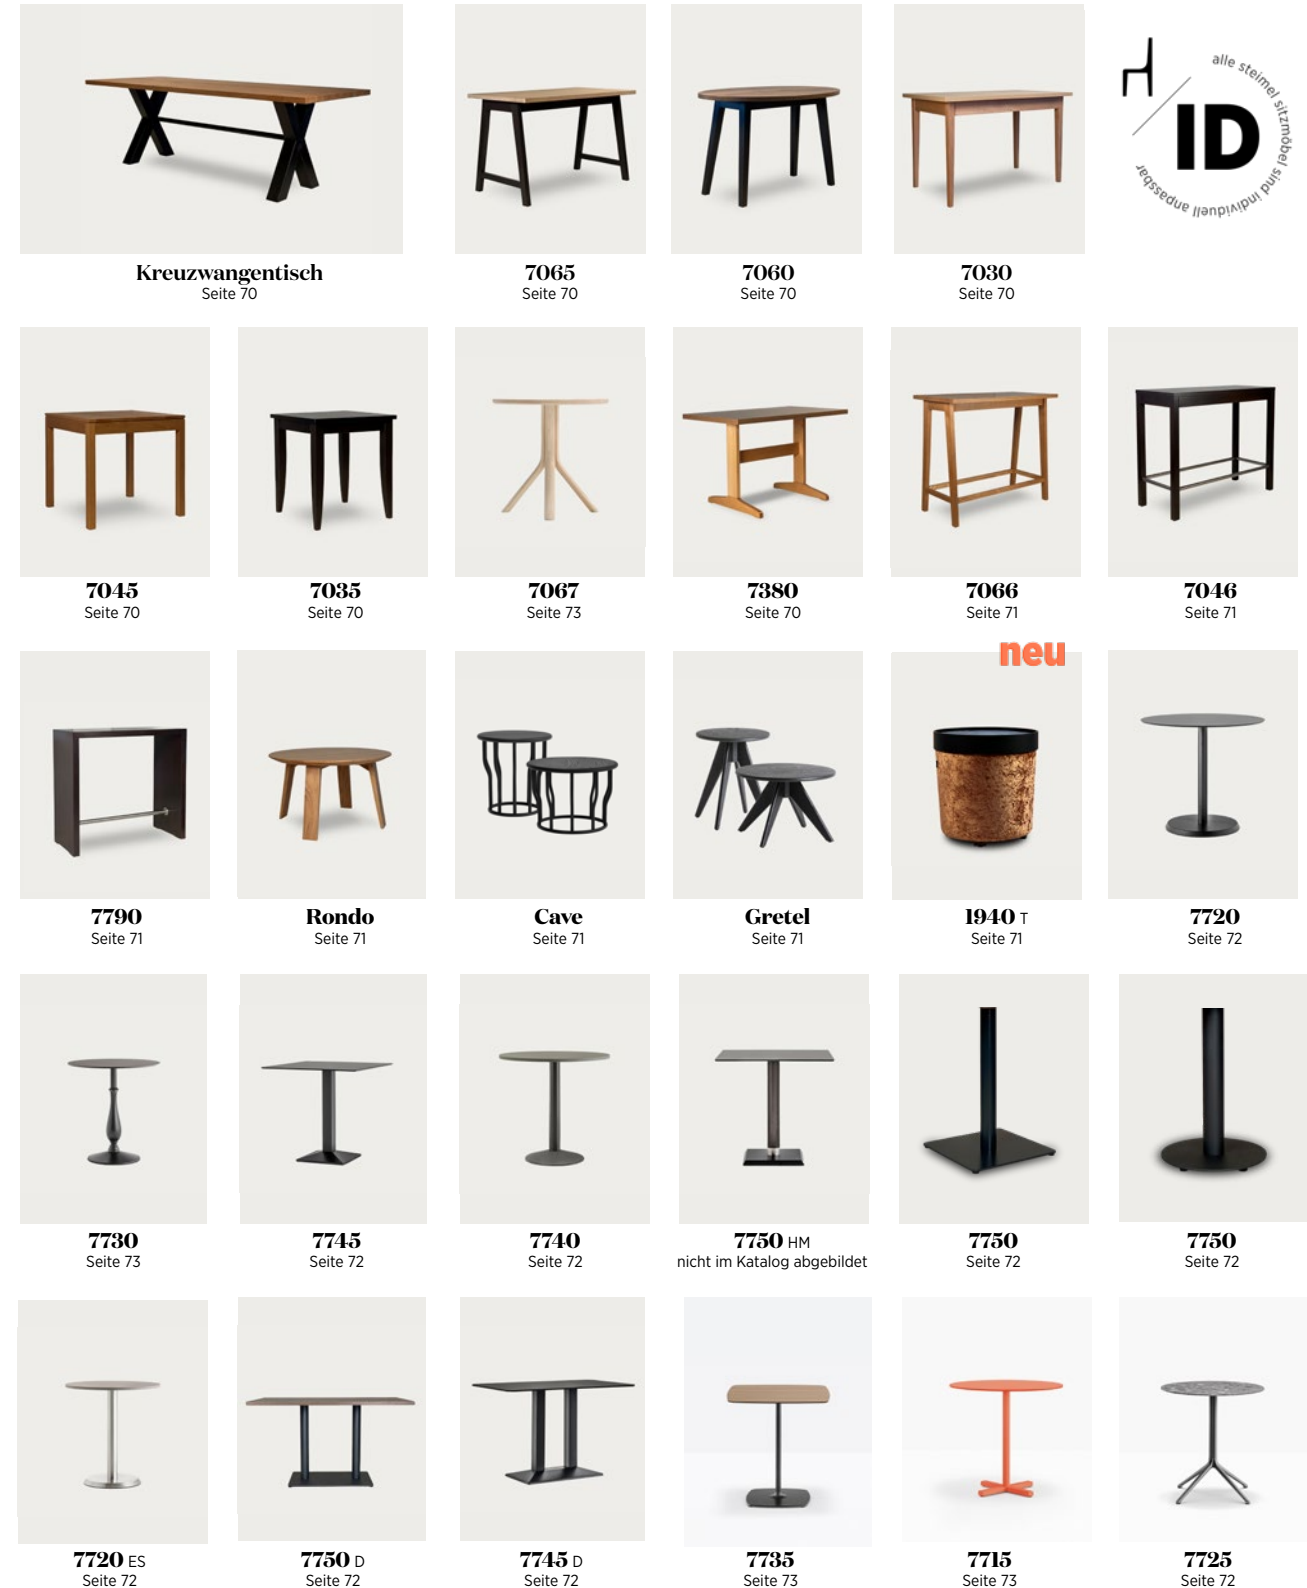 alle steimel sitzmöbel sind individuell anpassbar
ID
Kreuzwangentisch
Seite 70
7065
Seite 70
7060
Seite 70
7030
Seite 70
7045
Seite 70
7035
Seite 70
7067
Seite 73
7380
Seite 70
7066
Seite 71
7046
Seite 71
neu
7790
Seite 71
Rondo
Seite 71
Cave
Seite 71
Gretel
Seite 71
1940 T
Seite 71
7720
Seite 72
7730
Seite 73
7745
Seite 72
7740
Seite 72
7750 HM
nicht im Katalog abgebildet
7750
Seite 72
7750
Seite 72
7720 ES
Seite 72
7750 D
Seite 72
7745 D
Seite 72
7735
Seite 73
7715
Seite 73
7725
Seite 72